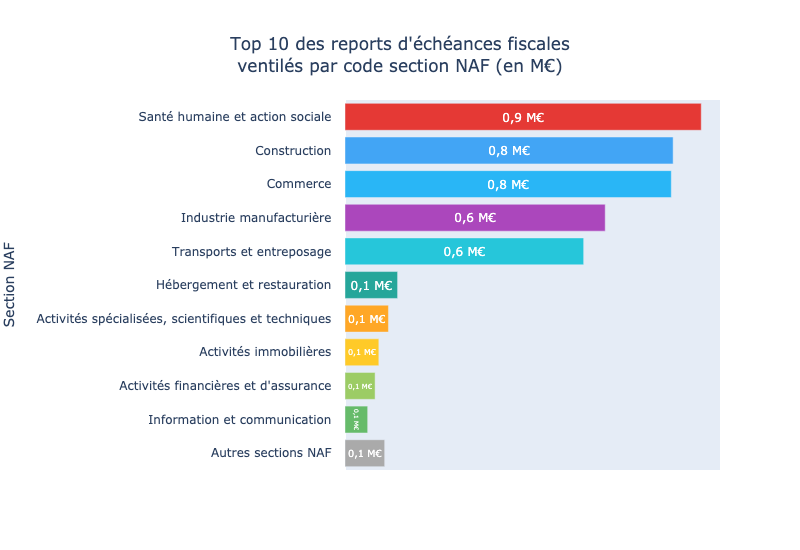 Top 10 des reports d'échéances fiscales
ventilés par code section NAF (en M€)
Section NAF
Santé humaine et action sociale 0,9 M€
Construction 0,8 M€
Commerce 0,8 M€
Industrie manufacturière 0,6 M€
Transports et entreposage 0,6 M€
Hébergement et restauration 0,1 M€
Activités spécialisées, scientifiques et techniques 0,1 M€
Activités immobilières 0,1 M€
Activités financières et d'assurance 0,1 M€
Information et communication 0,1 M€
Autres sections NAF 0,1 M€